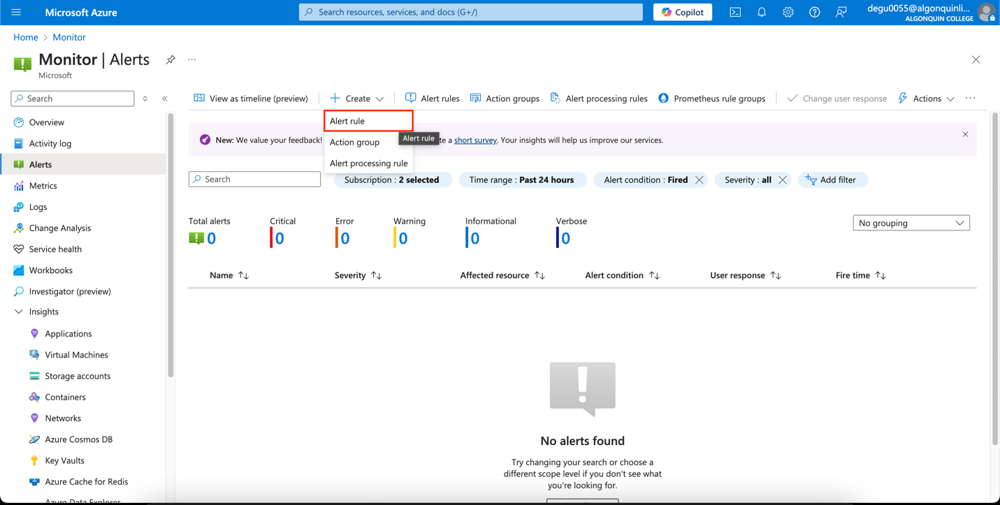 Microsoft Azure
Search resources, services, and docs (G+/)
Copilot
degu0055@algonquinli...
ALGONQUIN COLLEGE
Home > Monitor
Monitor | Alerts
...
Microsoft
Search
View as timeline (preview)
Create
Alert rules
Action groups
Alert processing rules
Prometheus rule groups
Change user response
Actions
...
Alert rule
Action group
Alert processing rule
Alert rule
New: We value your feedback!
te a short survey. Your insights will help us improve our services.
Overview
Activity log
Alerts
Metrics
Logs
Change Analysis
Service health
Workbooks
Investigator (preview)
Insights
Applications
Virtual Machines
Storage accounts
Containers
Networks
Azure Cosmos DB
Key Vaults
Azure Cache for Redis
Azure Data Explorer
Search
Subscription : 2 selected
Time range : Past 24 hours
Alert condition : Fired
Severity : all
Add filter
Total alerts
0
Critical
0
Error
0
Warning
0
Informational
0
Verbose
0
No grouping
Name
Severity
Affected resource
Alert condition
User response
Fire time
No alerts found
Try changing your search or choose a
different scope level if you don't see what
you're looking for.